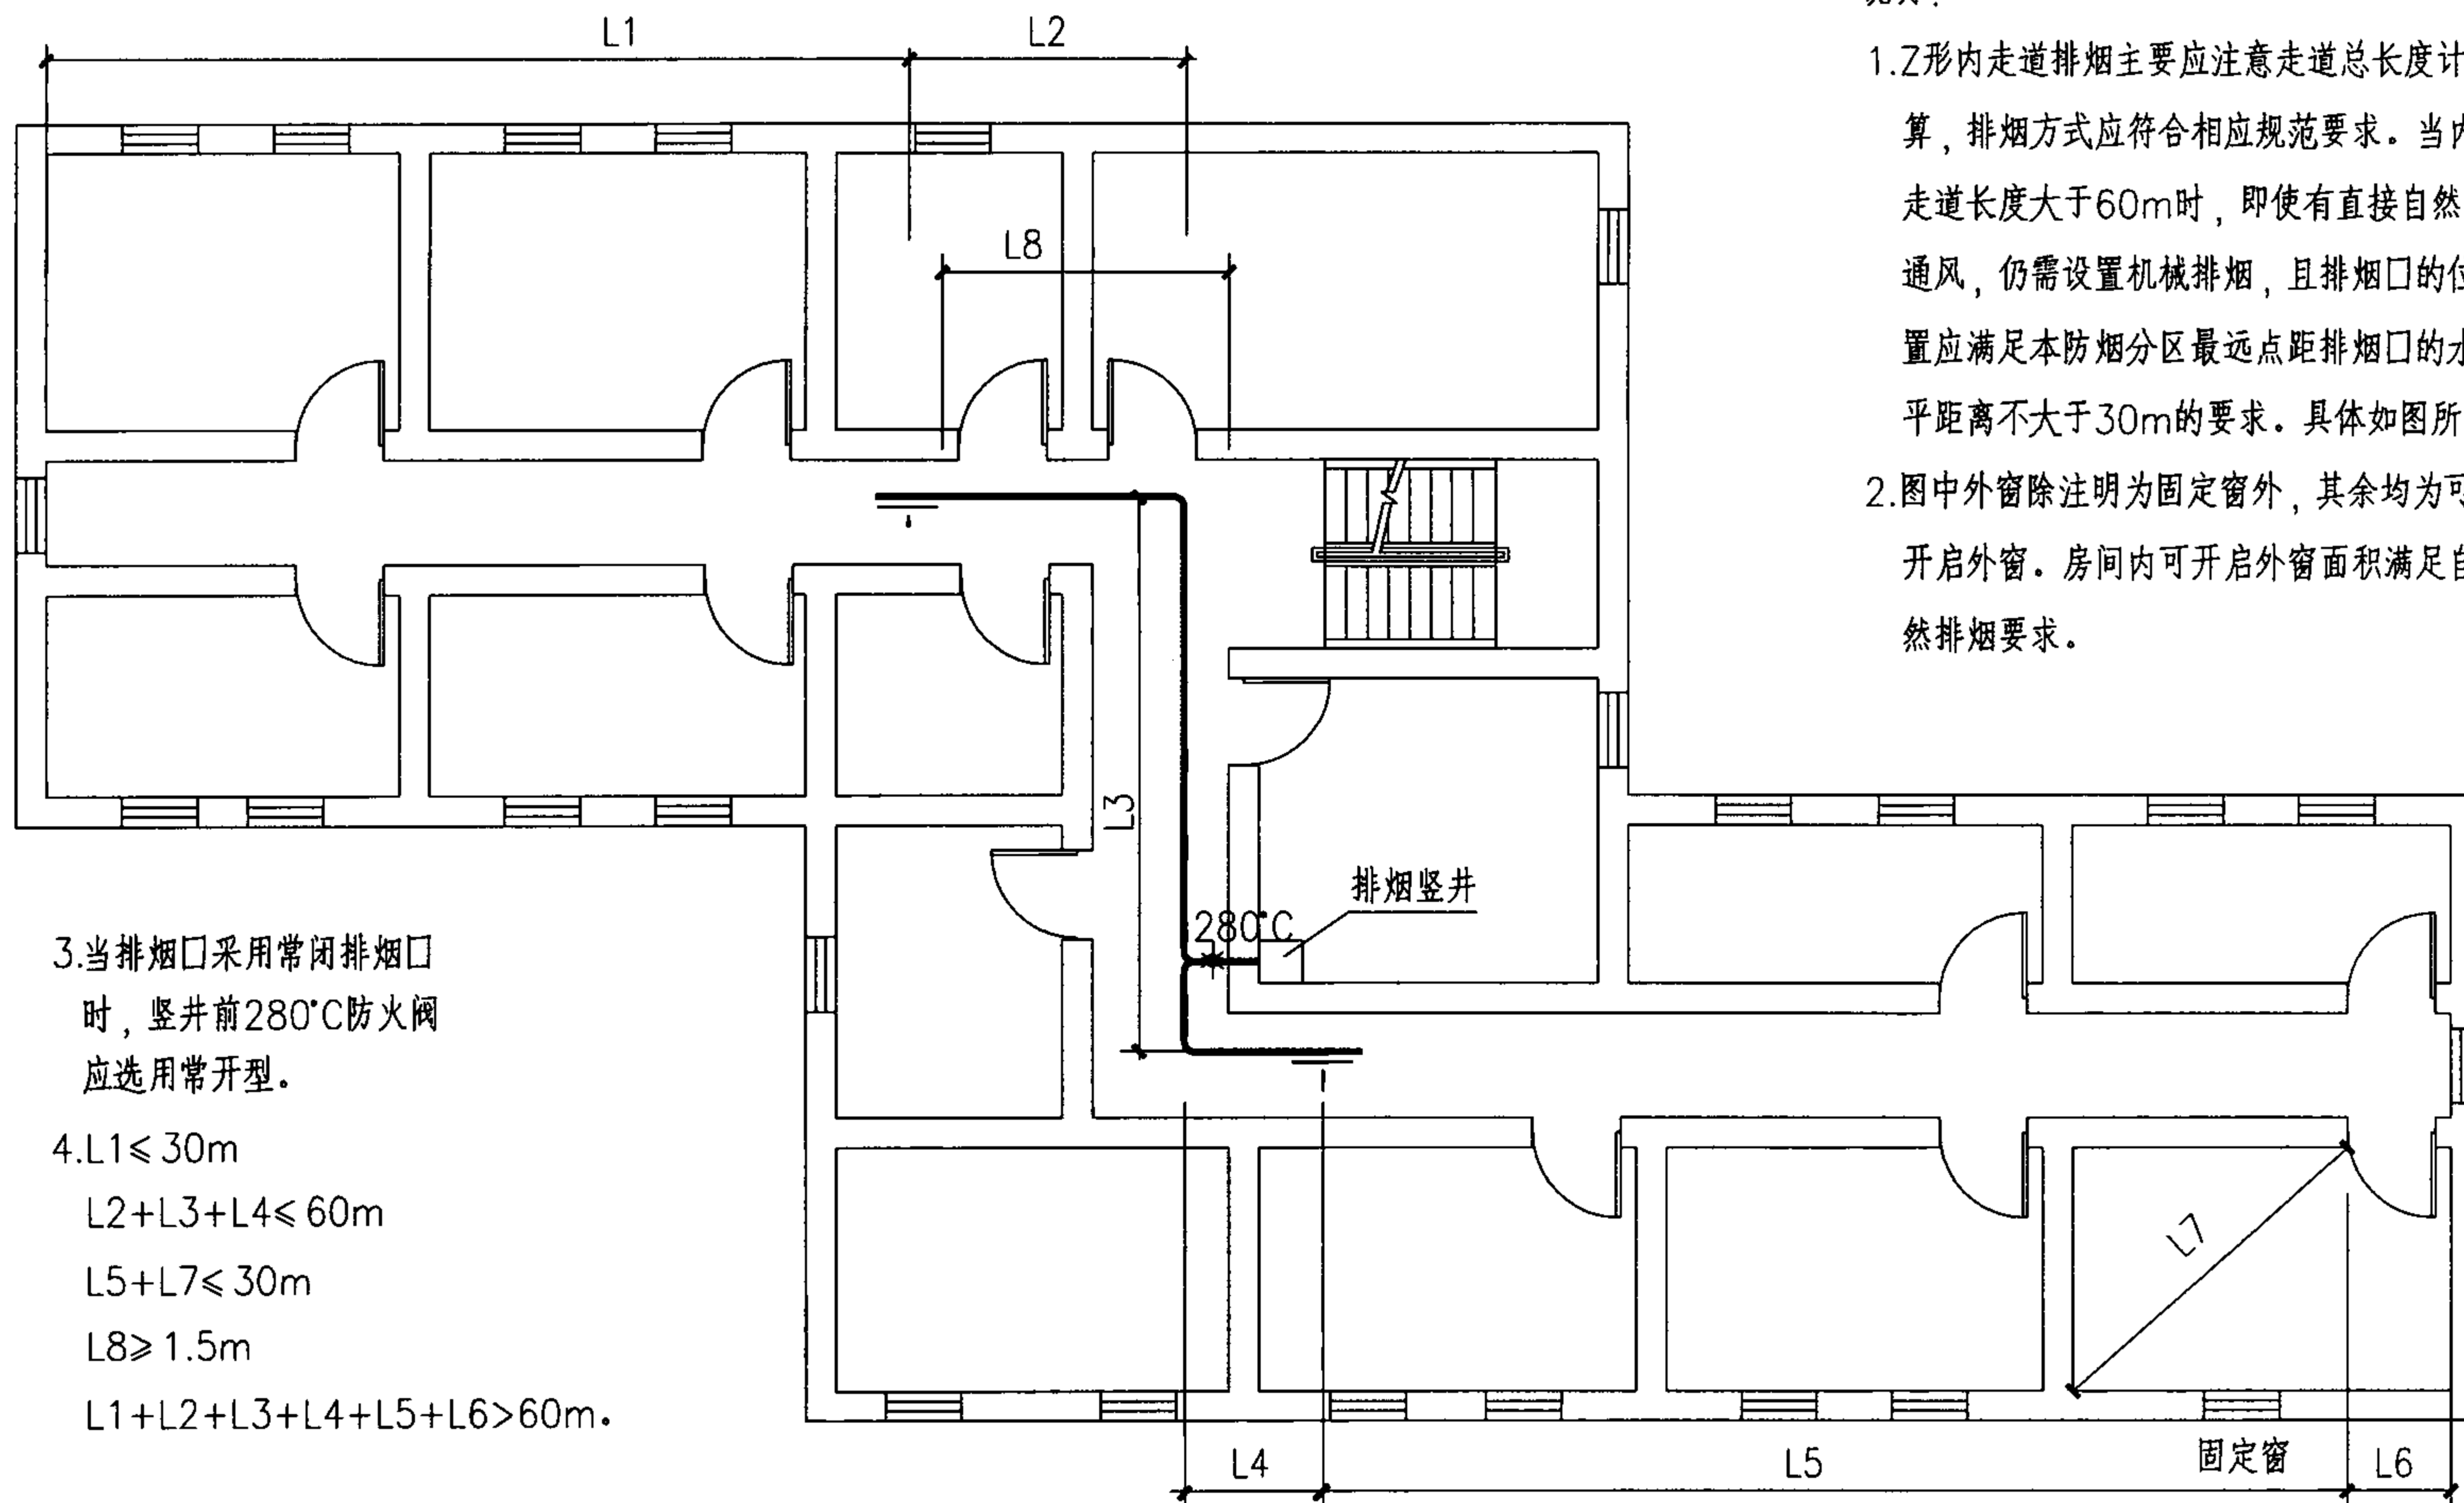 L1
L2
L8
1.Z形内走道排烟主要应注意走道总长度计
算，排烟方式应符合相应规范要求。当内
走道长度大于60m时，即使有直接自然
通风，仍需设置机械排烟，且排烟口的位
置应满足本防烟分区最远点距排烟口的水
平距离不大于30m的要求。具体如图所
2.图中外窗除注明为固定窗外，其余均为可
开启外窗。房间内可开启外窗面积满足自
然排烟要求。
L3
排烟竖井
280°C
3.当排烟口采用常闭排烟口
时，竖井前280°C防火阀
应选用常开型。
4.L1≤30m
L2+L3+L4≤60m
L5+L7≤30m
L8≥1.5m
L1+L2+L3+L4+L5+L6>60m。
L7
固定窗
L4
L5
L6